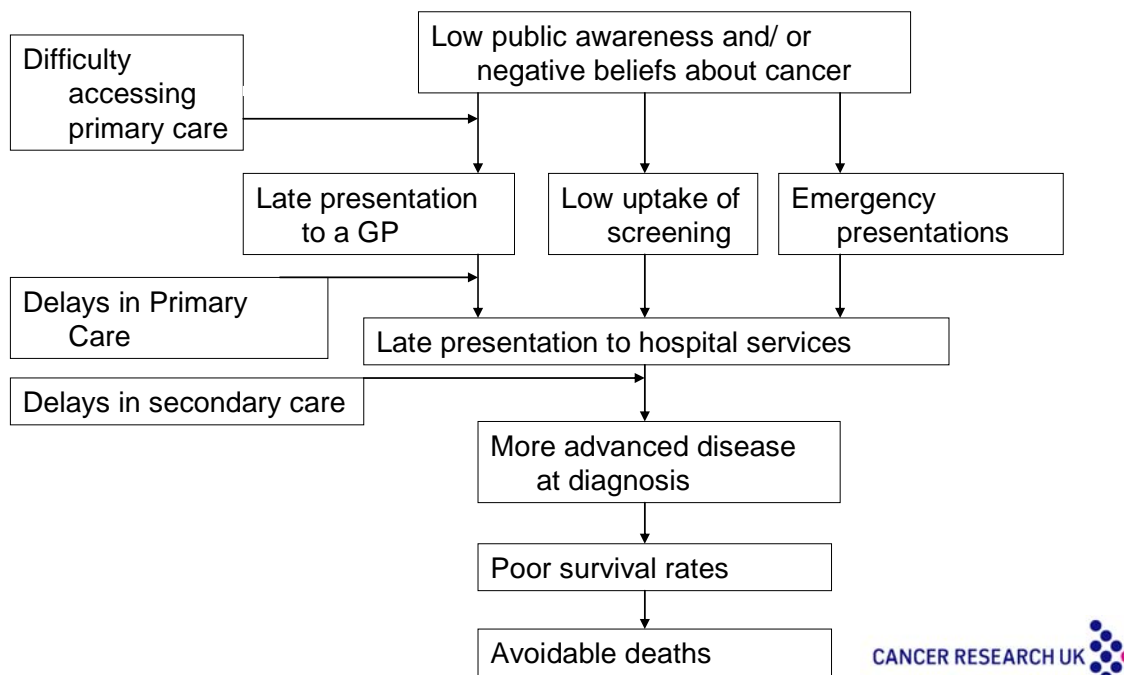 Low public awareness and/ or
negative beliefs about cancer
Difficulty
accessing
primary care
Late presentation
to a GP
Low uptake of
screening
Emergency
presentations
Delays in Primary
Care
Late presentation to hospital services
Delays in secondary care
More advanced disease
at diagnosis
Poor survival rates
Avoidable deaths
CANCER RESEARCH UK